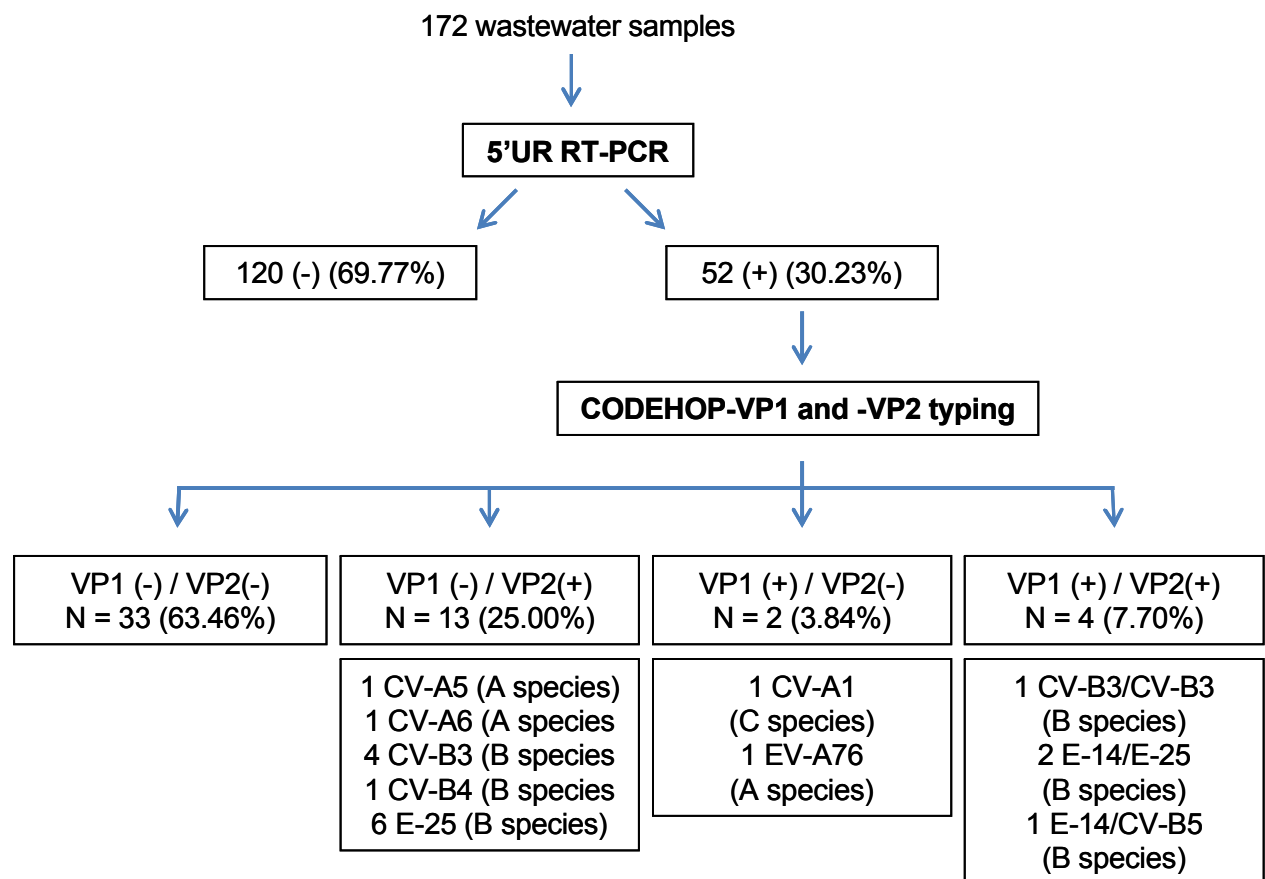 172 wastewater samples
5’UR RT-PCR
120 (-) (69.77%)
52 (+) (30.23%)
CODEHOP-VP1 and -VP2 typing
VP1 (-) / VP2(-)
N = 33 (63.46%)
VP1 (-) / VP2(+)
N = 13 (25.00%)
VP1 (+) / VP2(-)
N = 2 (3.84%)
VP1 (+) / VP2(+)
N = 4 (7.70%)
1 CV-A5 (A species)
1 CV-A6 (A species
4 CV-B3 (B species
1 CV-B4 (B species
6 E-25 (B species)
1 CV-A1
(C species)
1 EV-A76
(A species)
1 CV-B3/CV-B3
(B species)
2 E-14/E-25
(B species)
1 E-14/CV-B5
(B species)